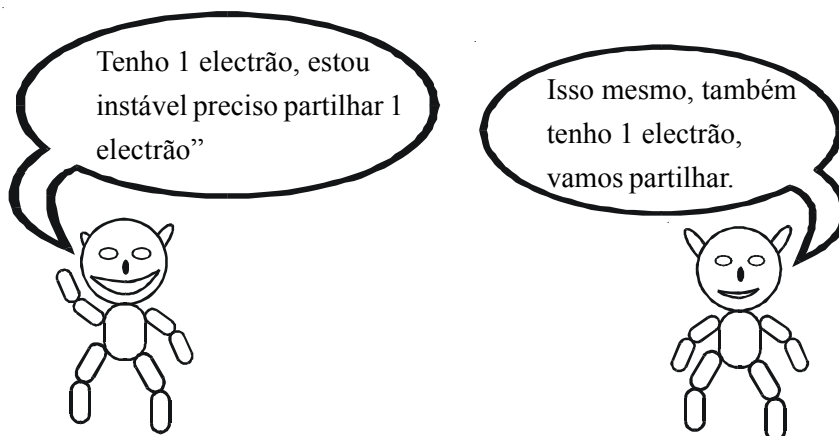 Tenho 1 electrão, estou
instável preciso partilhar 1
electrão”
Isso mesmo, também
tenho 1 electrão,
vamos partilhar.